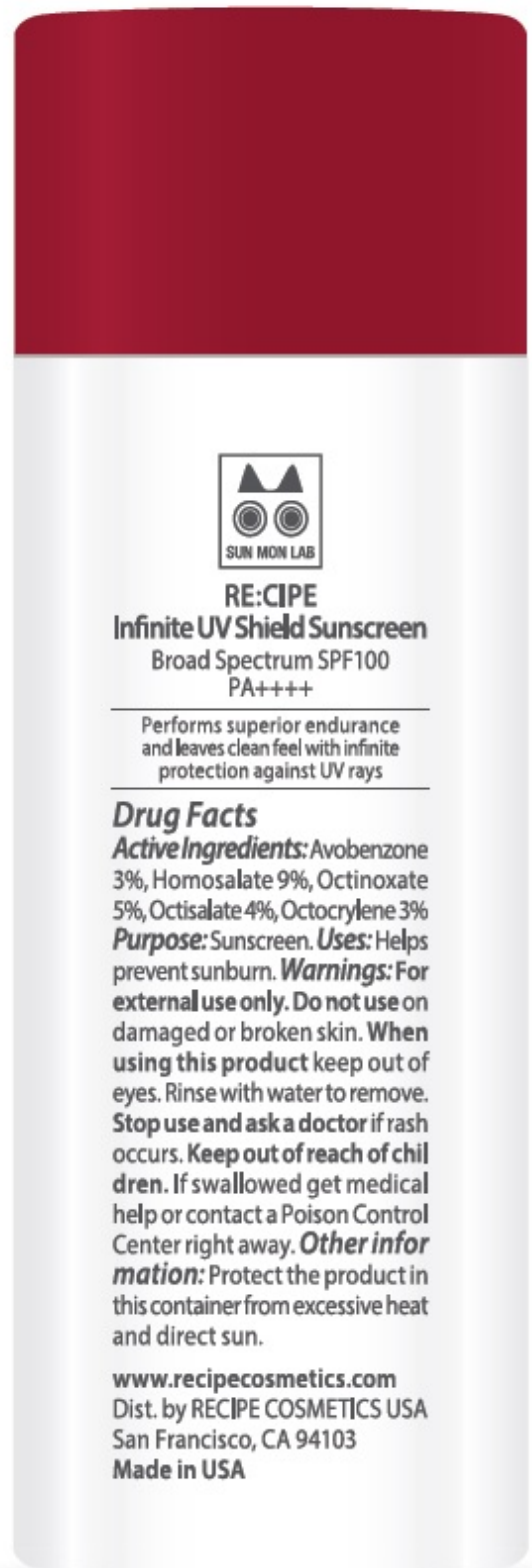 SUN MON LAB
RE:CIPE
Infinite UV Shield Sunscreen
Broad Spectrum SPF100
PA++++
Performs superior endurance
and leaves clean feel with infinite
protection against UV rays
Drug Facts
Active Ingredients: Avobenzone
3%, Homosalate 9%, Octinoxate
5%, Octisalate 4%, Octocrylene 3%
Purpose: Sunscreen. Uses: Helps
prevent sunburn. Warnings: For
external use only. Do not use on
damaged or broken skin. When
using this product keep out of
eyes. Rinse with water to remove.
Stop use and ask a doctor if rash
occurs. Keep out of reach of chil
dren. If swallowed get medical
help or contact a Poison Control
Center right away. Other infor
mation: Protect the product in
this container from excessive heat
and direct sun.
www.recipecosmetics.com
Dist. by RECIPE COSMETICS USA
San Francisco, CA 94103
Made in USA